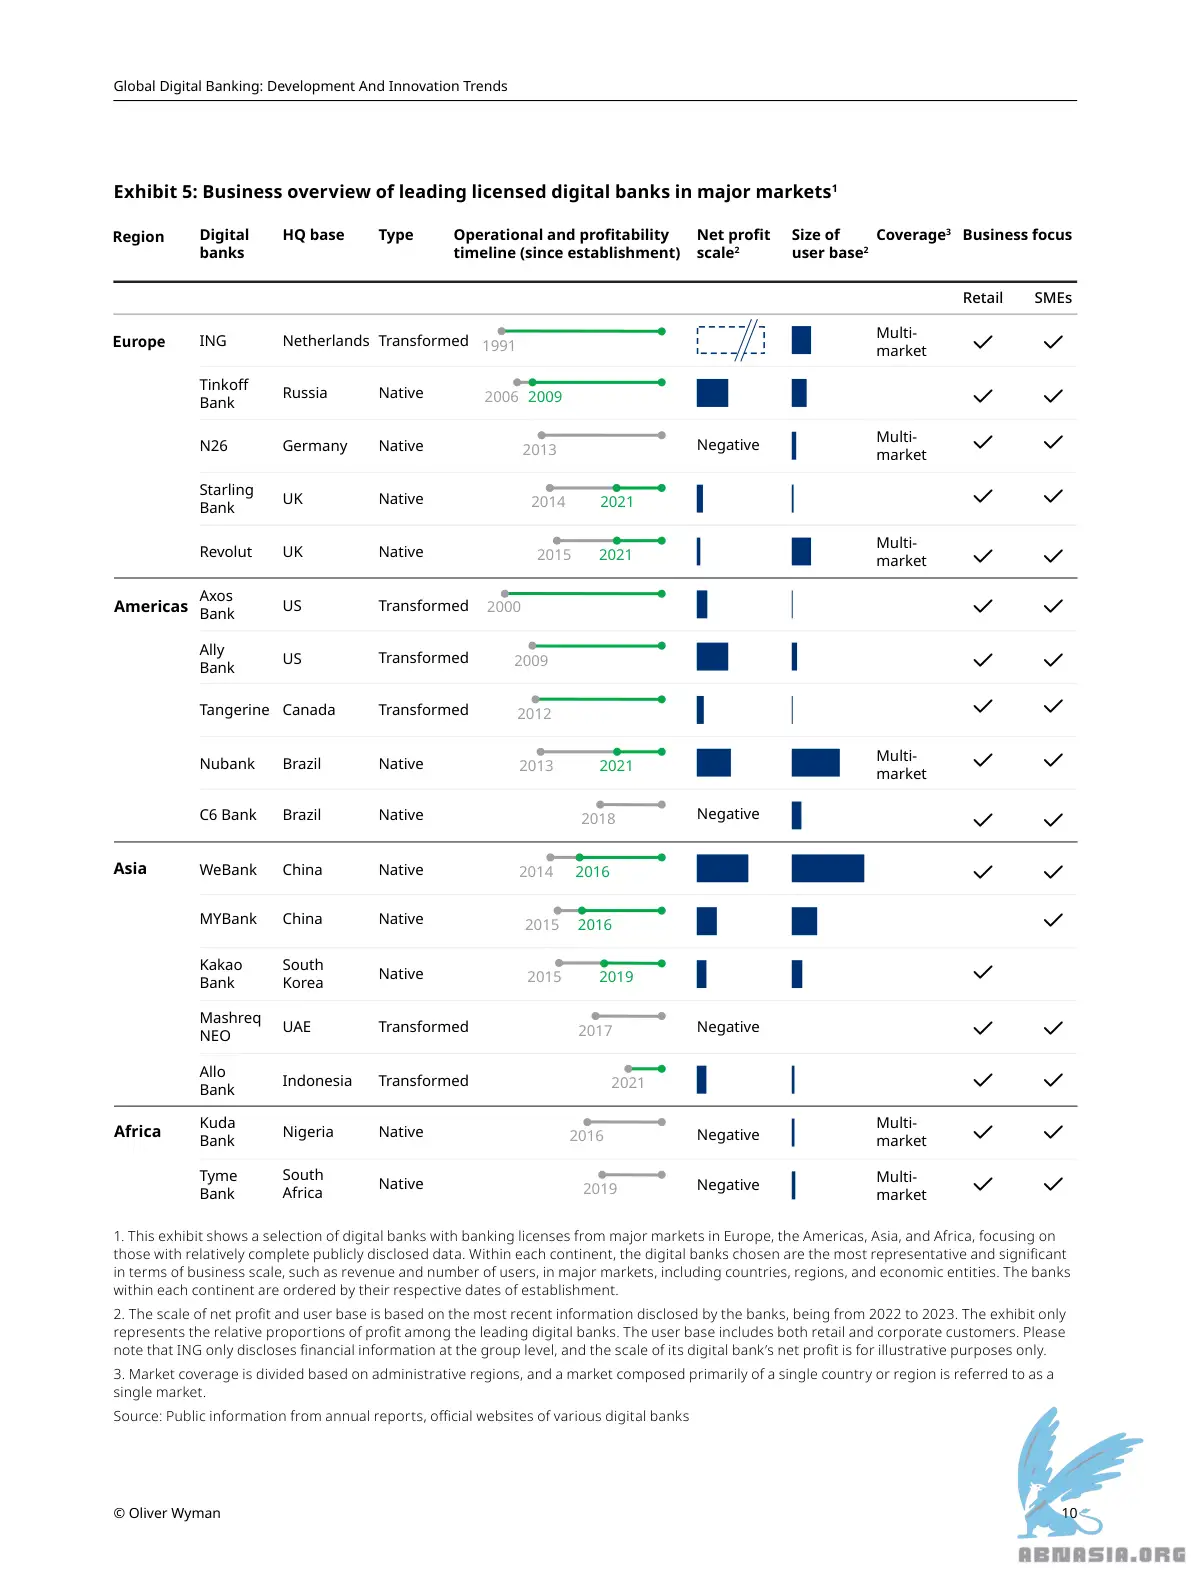 Global Digital Banking: Development And Innovation Trends
Exhibit 5: Business overview of leading licensed digital banks in major markets¹
Region Digital banks HQ base Type Operational and profitability timeline (since establishment) Net profit scale² Size of user base² Coverage³ Business focus
Retail SMEs
Europe ING Netherlands Transformed 1991 Multi-market
Tinkoff Bank Russia Native 2006 2009
N26 Germany Native 2013 Negative Multi-market
Starling Bank UK Native 2014 2021
Revolut UK Native 2015 2021 Multi-market
Americas Axos Bank US Transformed 2000
Ally Bank US Transformed 2009
Tangerine Canada Transformed 2012
Nubank Brazil Native 2013 2021 Multi-market
C6 Bank Brazil Native 2018 Negative
Asia WeBank China Native 2014 2016
MYBank China Native 2015 2016
Kakao Bank South Korea Native 2015 2019
Mashreq NEO UAE Transformed 2017 Negative
Allo Bank Indonesia Transformed 2021
Africa Kuda Bank Nigeria Native 2016 Negative Multi-market
Tyme Bank South Africa Native 2019 Negative Multi-market
1. This exhibit shows a selection of digital banks with banking licenses from major markets in Europe, the Americas, Asia, and Africa, focusing on
those with relatively complete publicly disclosed data. Within each continent, the digital banks chosen are the most representative and significant
in terms of business scale, such as revenue and number of users, in major markets, including countries, regions, and economic entities. The banks
within each continent are ordered by their respective dates of establishment.
2. The scale of net profit and user base is based on the most recent information disclosed by the banks, being from 2022 to 2023. The exhibit only
represents the relative proportions of profit among the leading digital banks. The user base includes both retail and corporate customers. Please
note that ING only discloses financial information at the group level, and the scale of its digital bank's net profit is for illustrative purposes only.
3. Market coverage is divided based on administrative regions, and a market composed primarily of a single country or region is referred to as a
single market.
Source: Public information from annual reports, official websites of various digital banks
© Oliver Wyman 10
ABNASIA.ORG